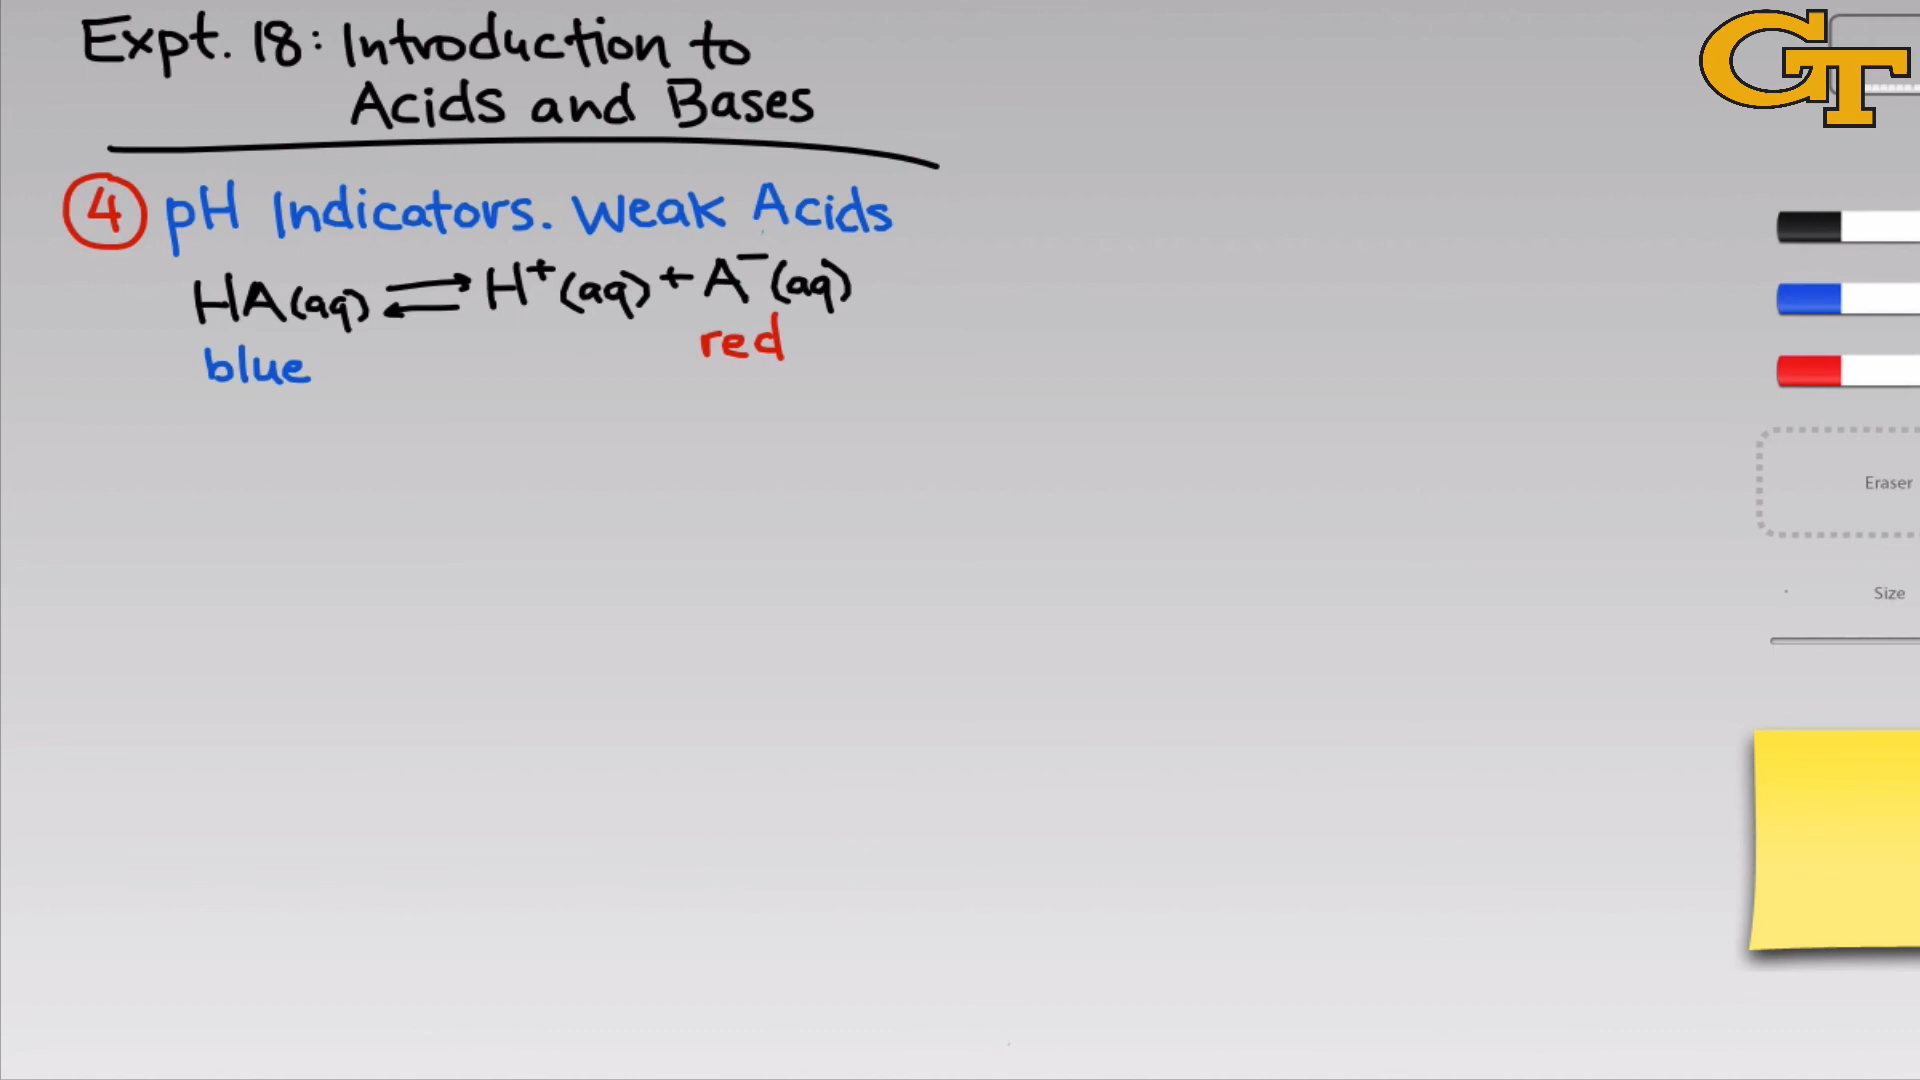 Expt. 18: Introduction to
Acids and Bases
GT
④ pH Indicators. Weak Acids
HA(aq) ⇌ H⁺(aq) + A⁻(aq)
blue
red
Eraser
Size